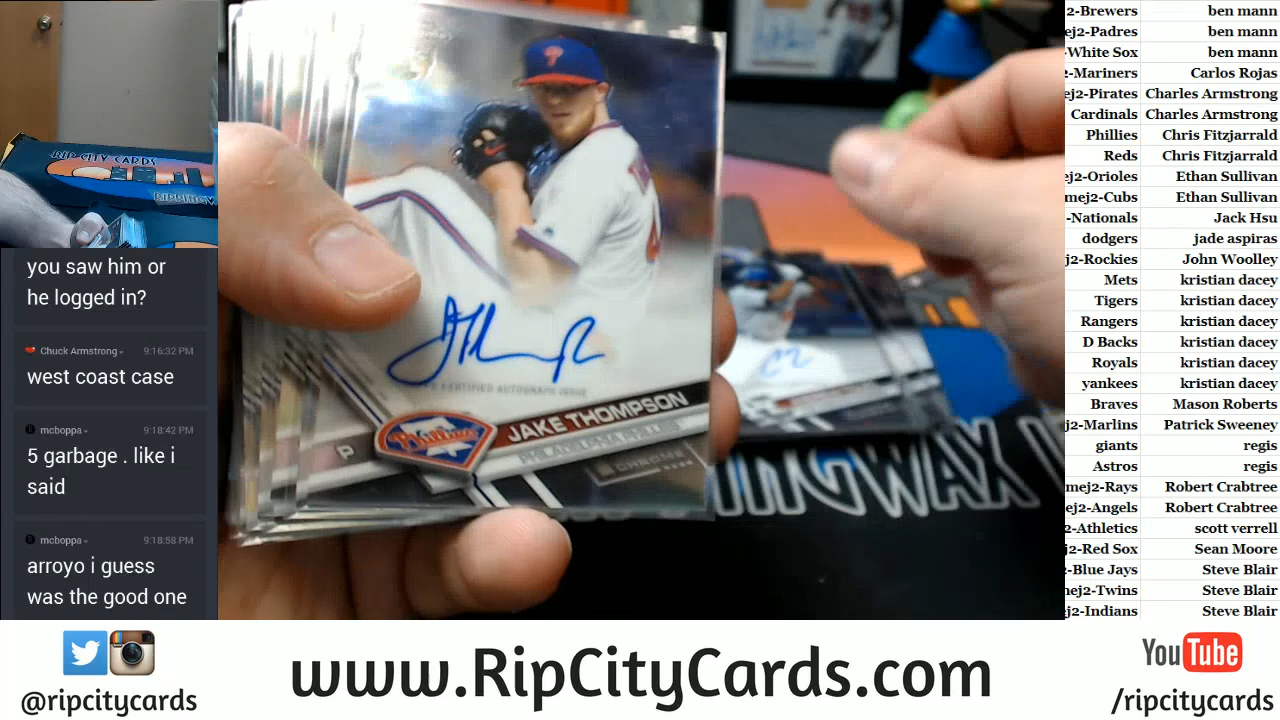 RIP CITY CARDS
RIPPINGWAX
you saw him or
he logged in?
Chuck Armstrong 9:16:32 PM
west coast case
mcboppa 9:18:42 PM
5 garbage . like i
said
mcboppa 9:18:58 PM
arroyo i guess
was the good one
CERTIFIED AUTOGRAPH ISSUE
Phillies
P
JAKE THOMPSON
PHILADELPHIA PHILLIES
CHROME
INGWAX
2-Brewers ben mann
ej2-Padres ben mann
-White Sox ben mann
-Mariners Carlos Rojas
ej2-Pirates Charles Armstrong
Cardinals Charles Armstrong
Phillies Chris Fitzjarrald
Reds Chris Fitzjarrald
ej2-Orioles Ethan Sullivan
mej2-Cubs Ethan Sullivan
-Nationals Jack Hsu
dodgers jade aspiras
ej2-Rockies John Woolley
Mets kristian dacey
Tigers kristian dacey
Rangers kristian dacey
D Backs kristian dacey
Royals kristian dacey
yankees kristian dacey
Braves Mason Roberts
j2-Marlins Patrick Sweeney
giants regis
Astros regis
mej2-Rays Robert Crabtree
nej2-Angels Robert Crabtree
2-Athletics scott verrell
j2-Red Sox Sean Moore
-Blue Jays Steve Blair
nej2-Twins Steve Blair
ej2-Indians Steve Blair
@ripcitycards
www.RipCityCards.com
YouTube
/ripcitycards